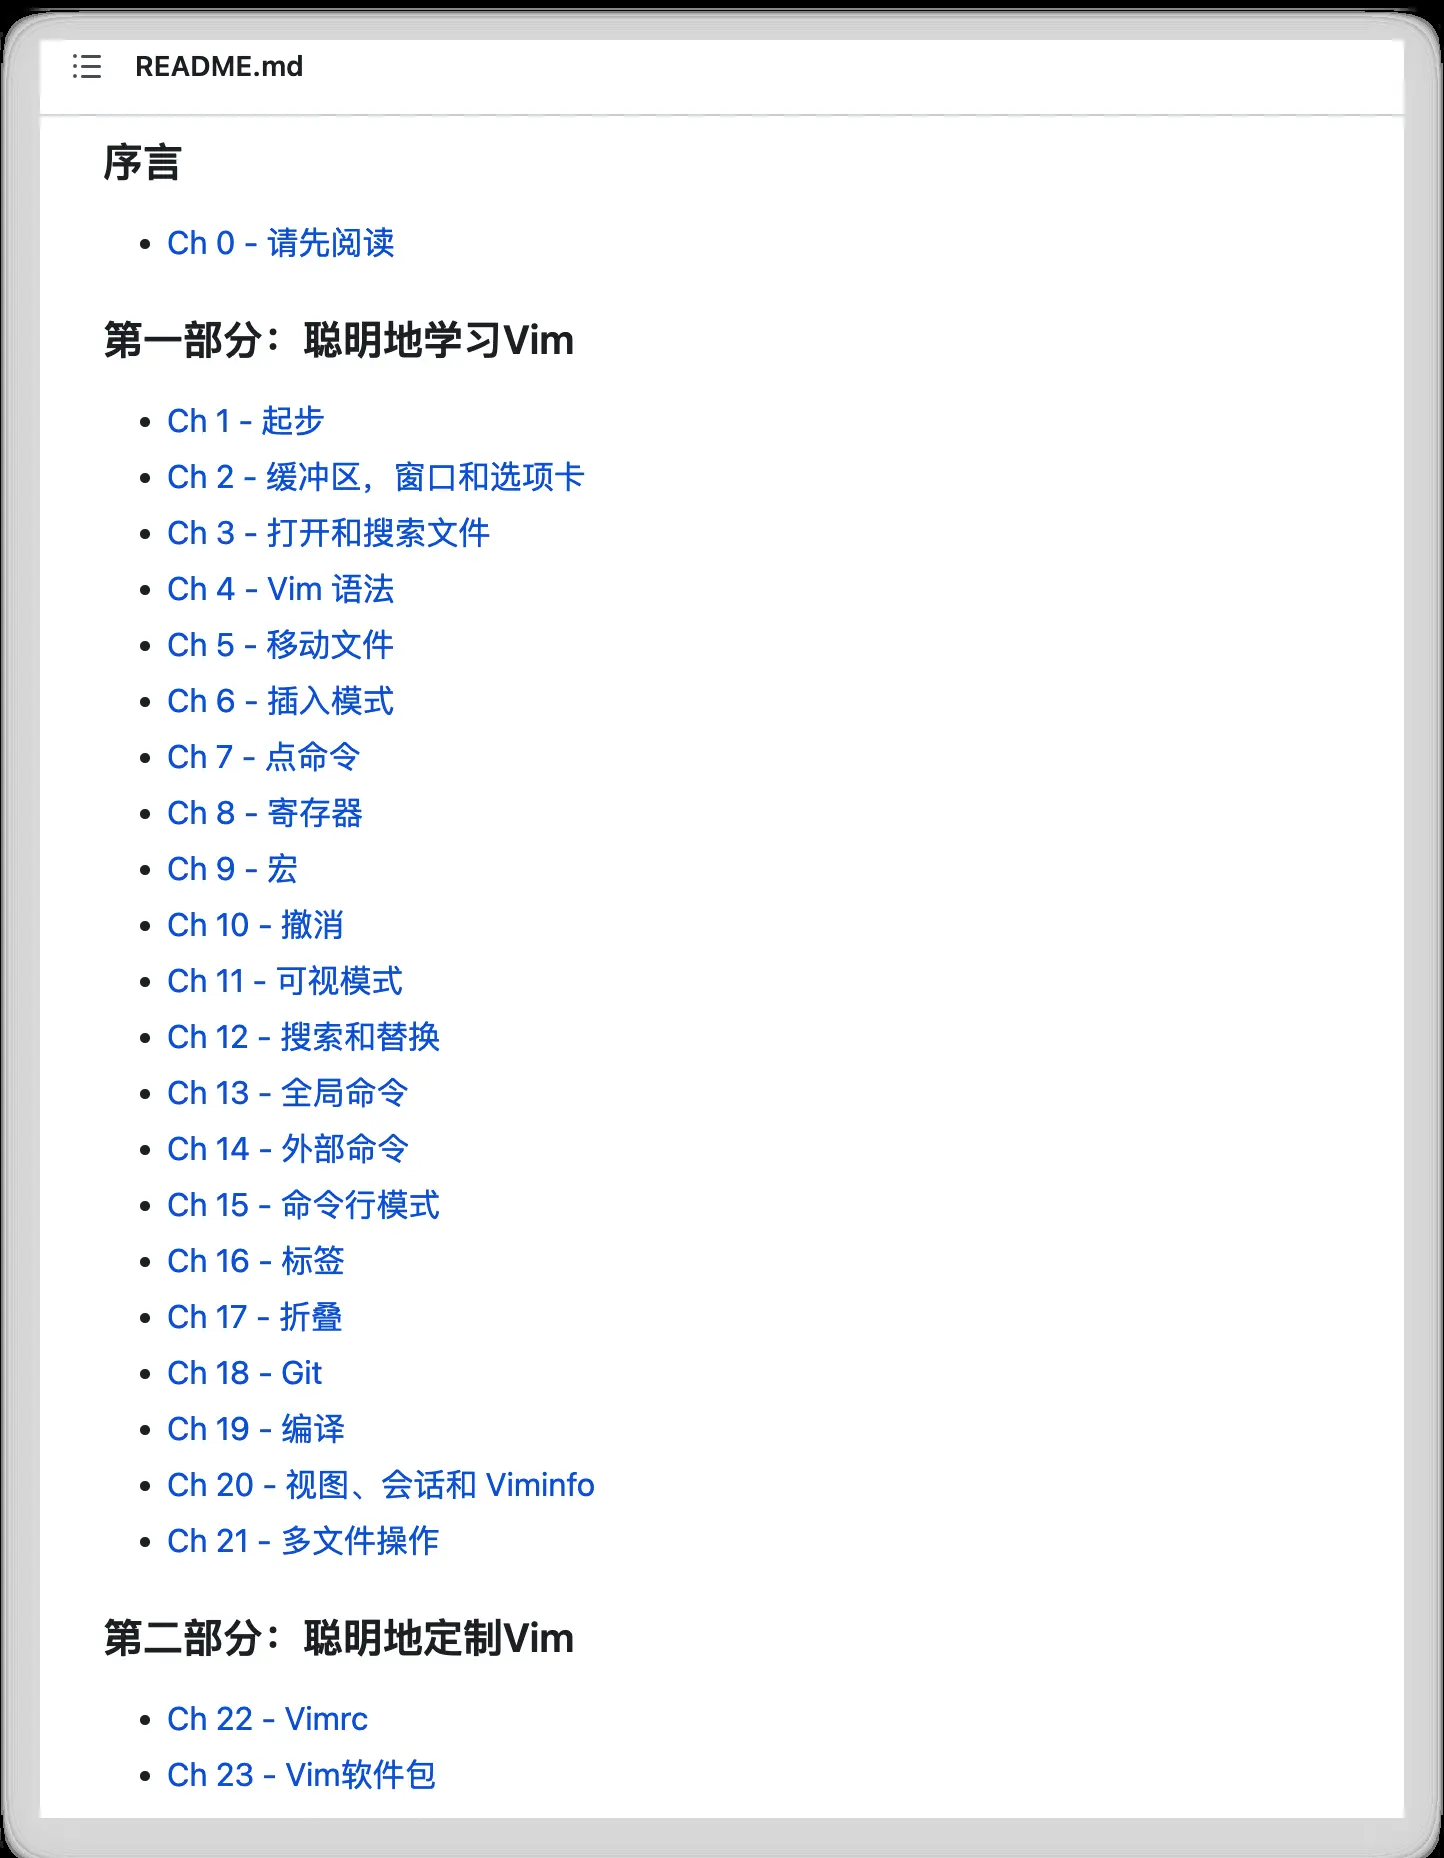 README.md
序言
Ch 0 - 请先阅读
第一部分：聪明地学习Vim
Ch 1 - 起步
Ch 2 - 缓冲区，窗口和选项卡
Ch 3 - 打开和搜索文件
Ch 4 - Vim 语法
Ch 5 - 移动文件
Ch 6 - 插入模式
Ch 7 - 点命令
Ch 8 - 寄存器
Ch 9 - 宏
Ch 10 - 撤消
Ch 11 - 可视模式
Ch 12 - 搜索和替换
Ch 13 - 全局命令
Ch 14 - 外部命令
Ch 15 - 命令行模式
Ch 16 - 标签
Ch 17 - 折叠
Ch 18 - Git
Ch 19 - 编译
Ch 20 - 视图、会话和 Viminfo
Ch 21 - 多文件操作
第二部分：聪明地定制Vim
Ch 22 - Vimrc
Ch 23 - Vim软件包